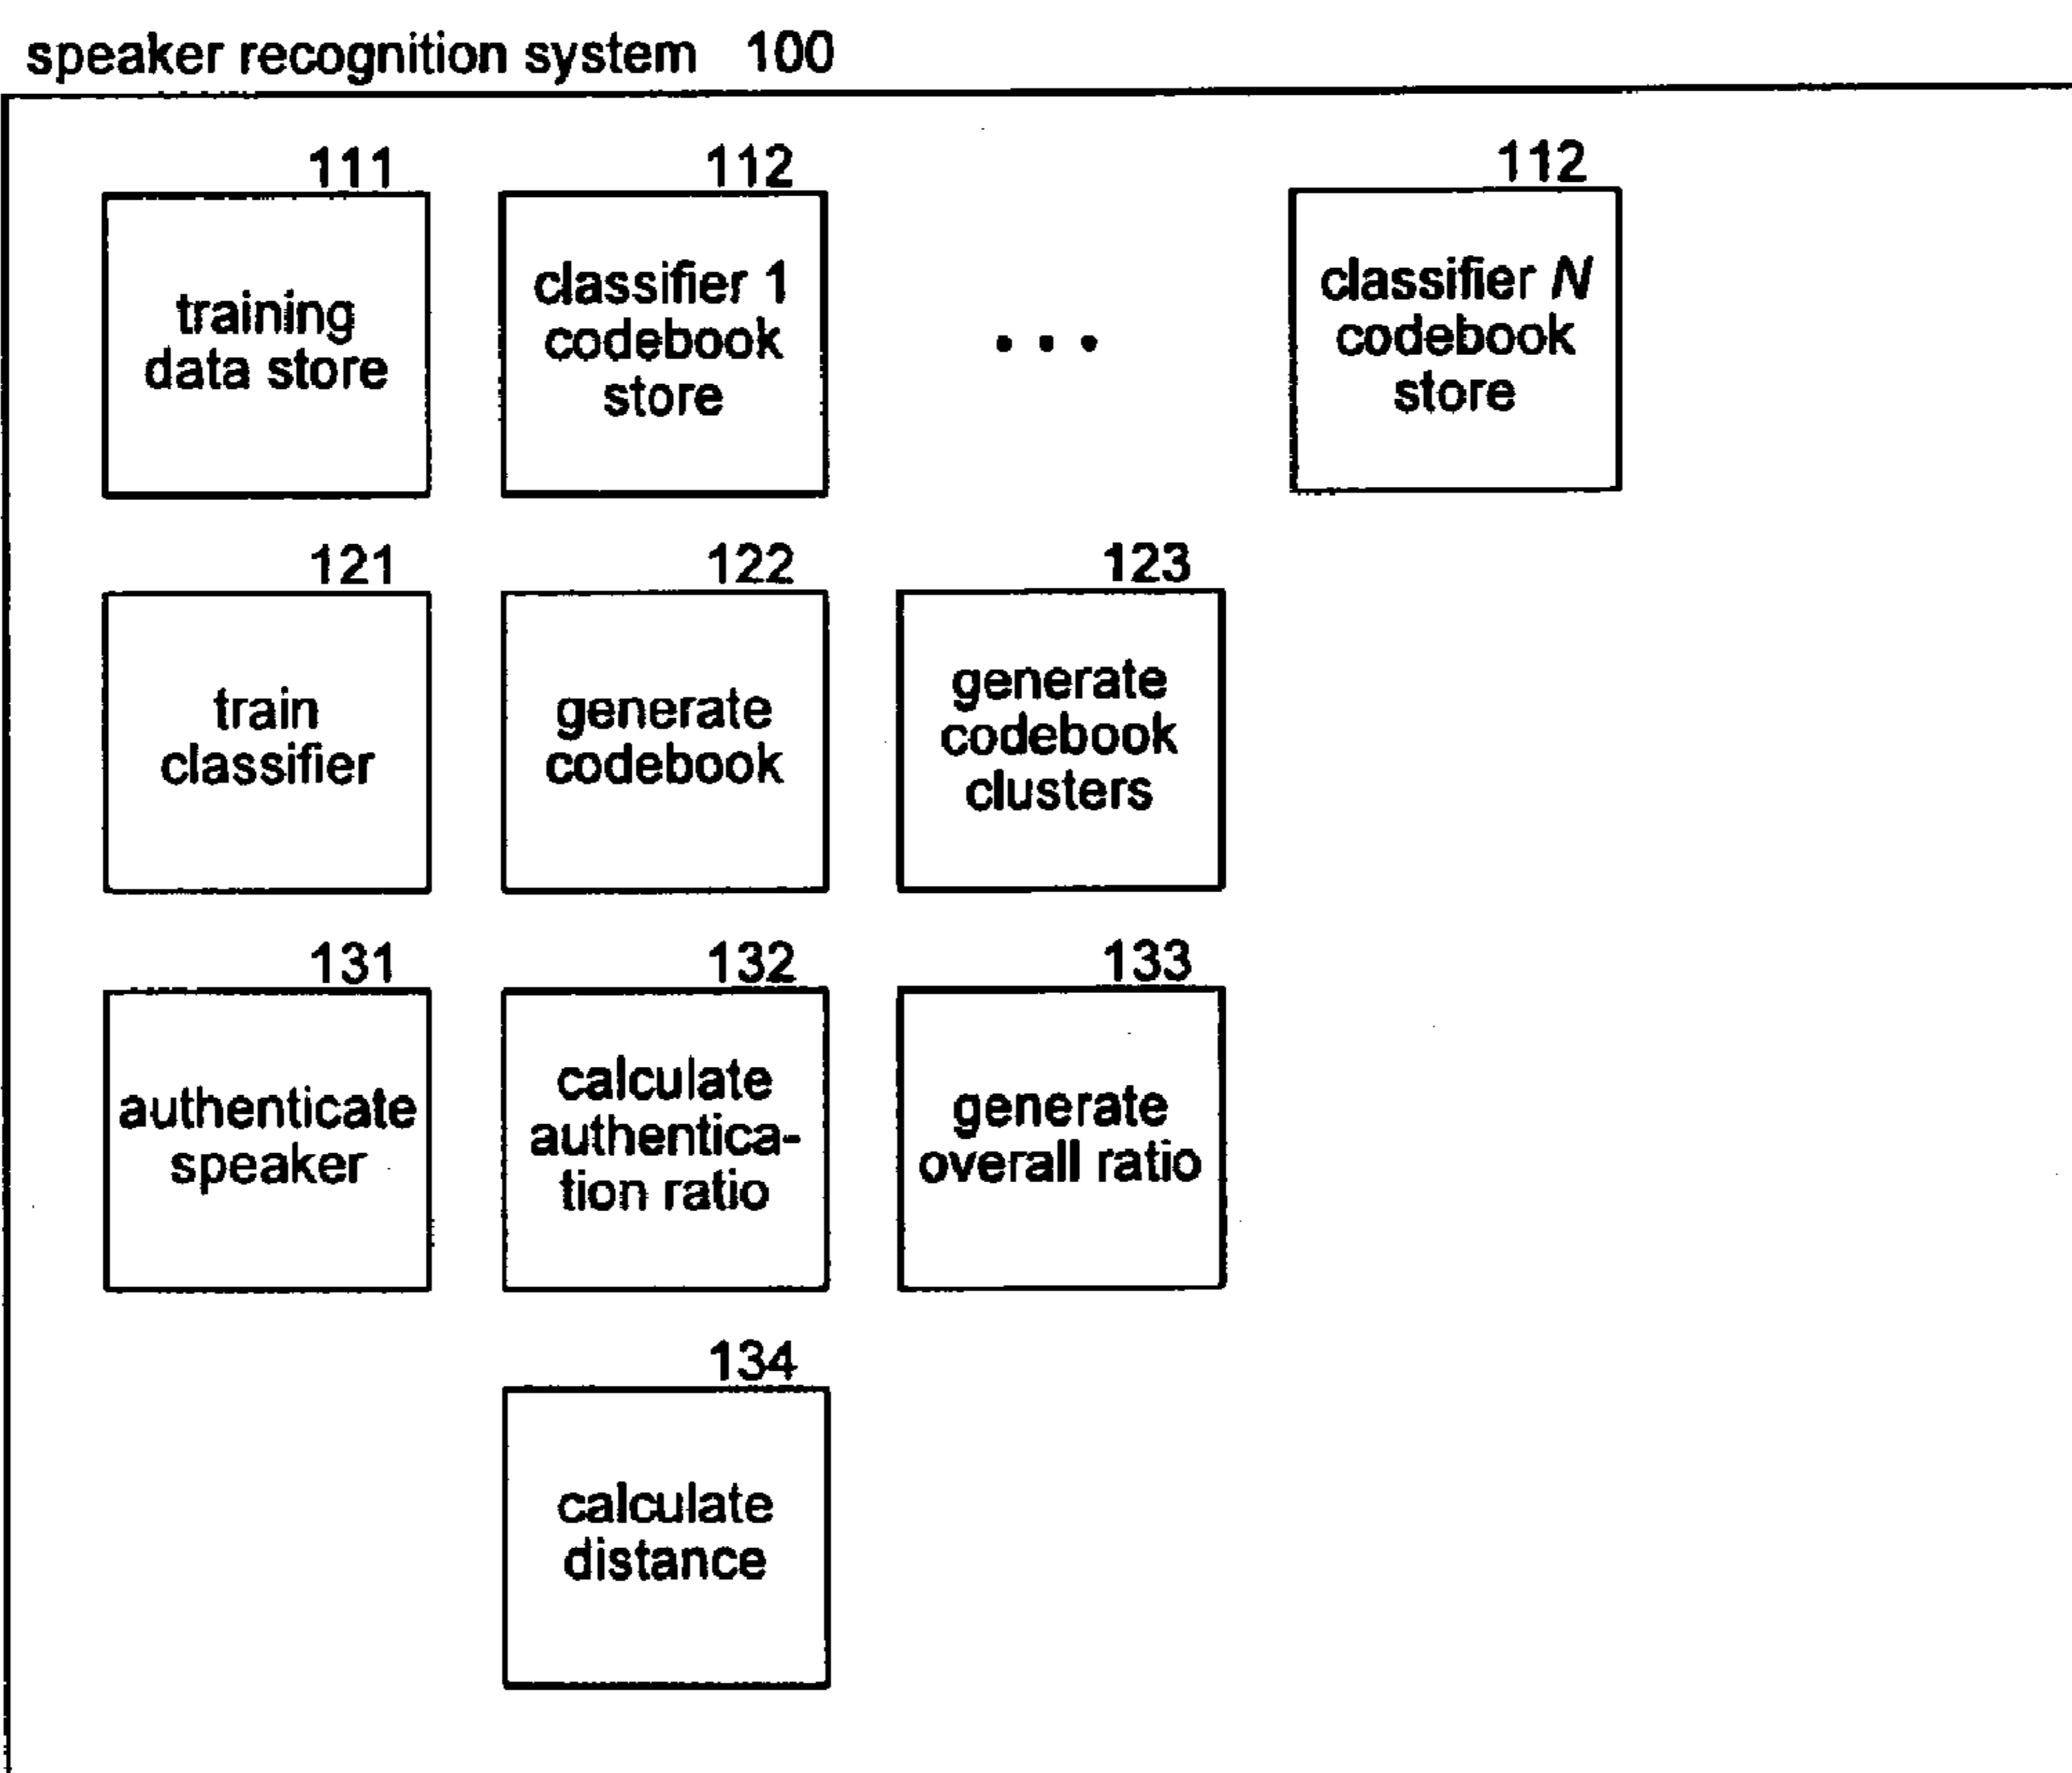 speaker recognition system 100
111
112
112
training
data store
classifier 1
codebook
store
• • •
classifier N
codebook
store
121
122
123
train
classifier
generate
codebook
generate
codebook
clusters
131
132
133
authenticate
speaker
calculate
authentica-
tion ratio
generate
overall ratio
134
calculate
distance